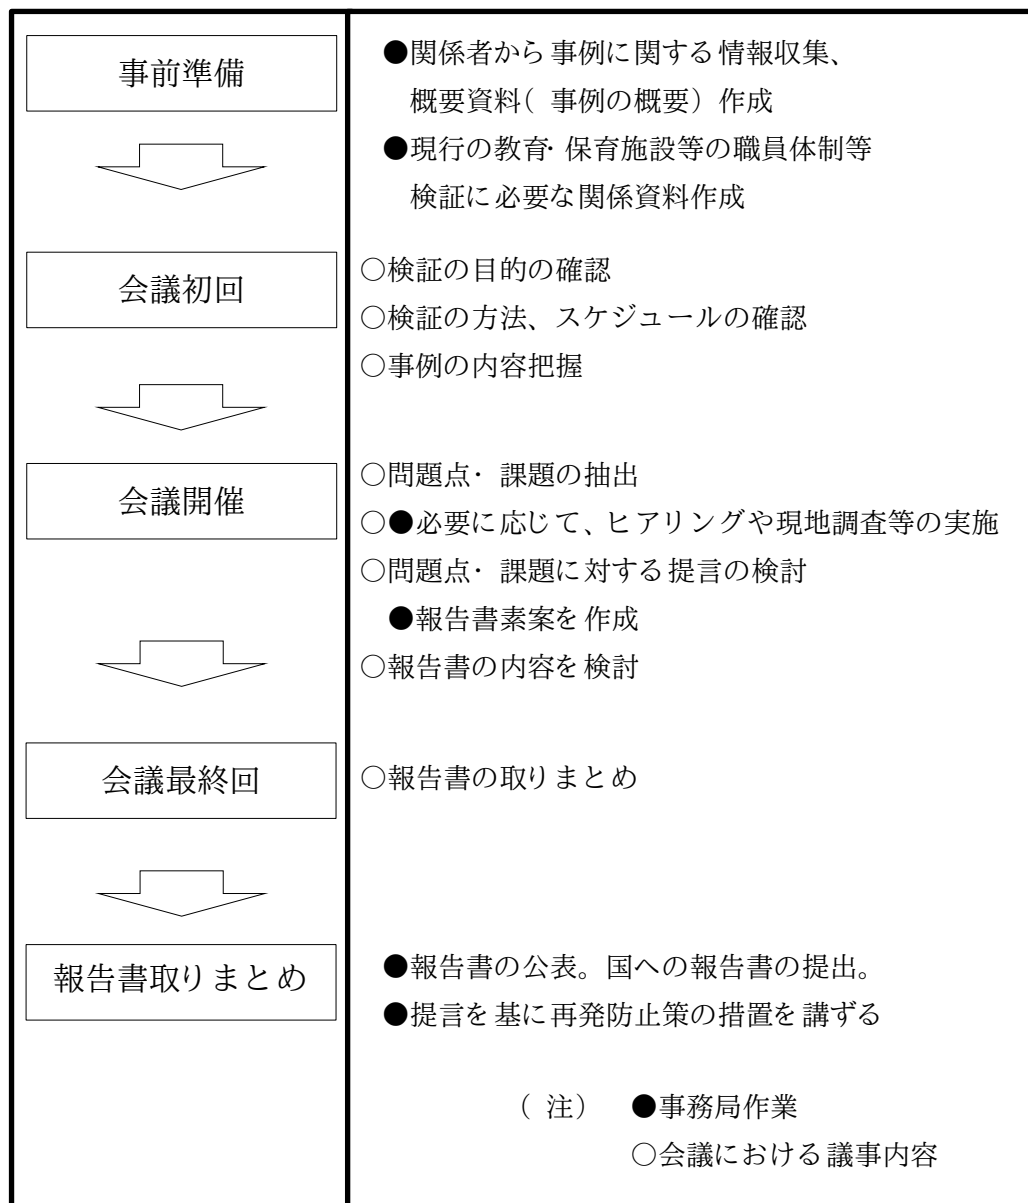 事前準備
●関係者から事例に関する情報収集、
概要資料(事例の概要)作成
●現行の教育・保育施設等の職員体制等
検証に必要な関係資料作成
会議初回
○検証の目的の確認
○検証の方法、スケジュールの確認
○事例の内容把握
会議開催
○問題点・課題の抽出
○●必要に応じて、ヒアリングや現地調査等の実施
○問題点・課題に対する提言の検討
●報告書素案を作成
○報告書の内容を検討
会議最終回
○報告書の取りまとめ
報告書取りまとめ
●報告書の公表。国への報告書の提出。
●提言を基に再発防止策の措置を講ずる
(注) ●事務局作業
○会議における議事内容